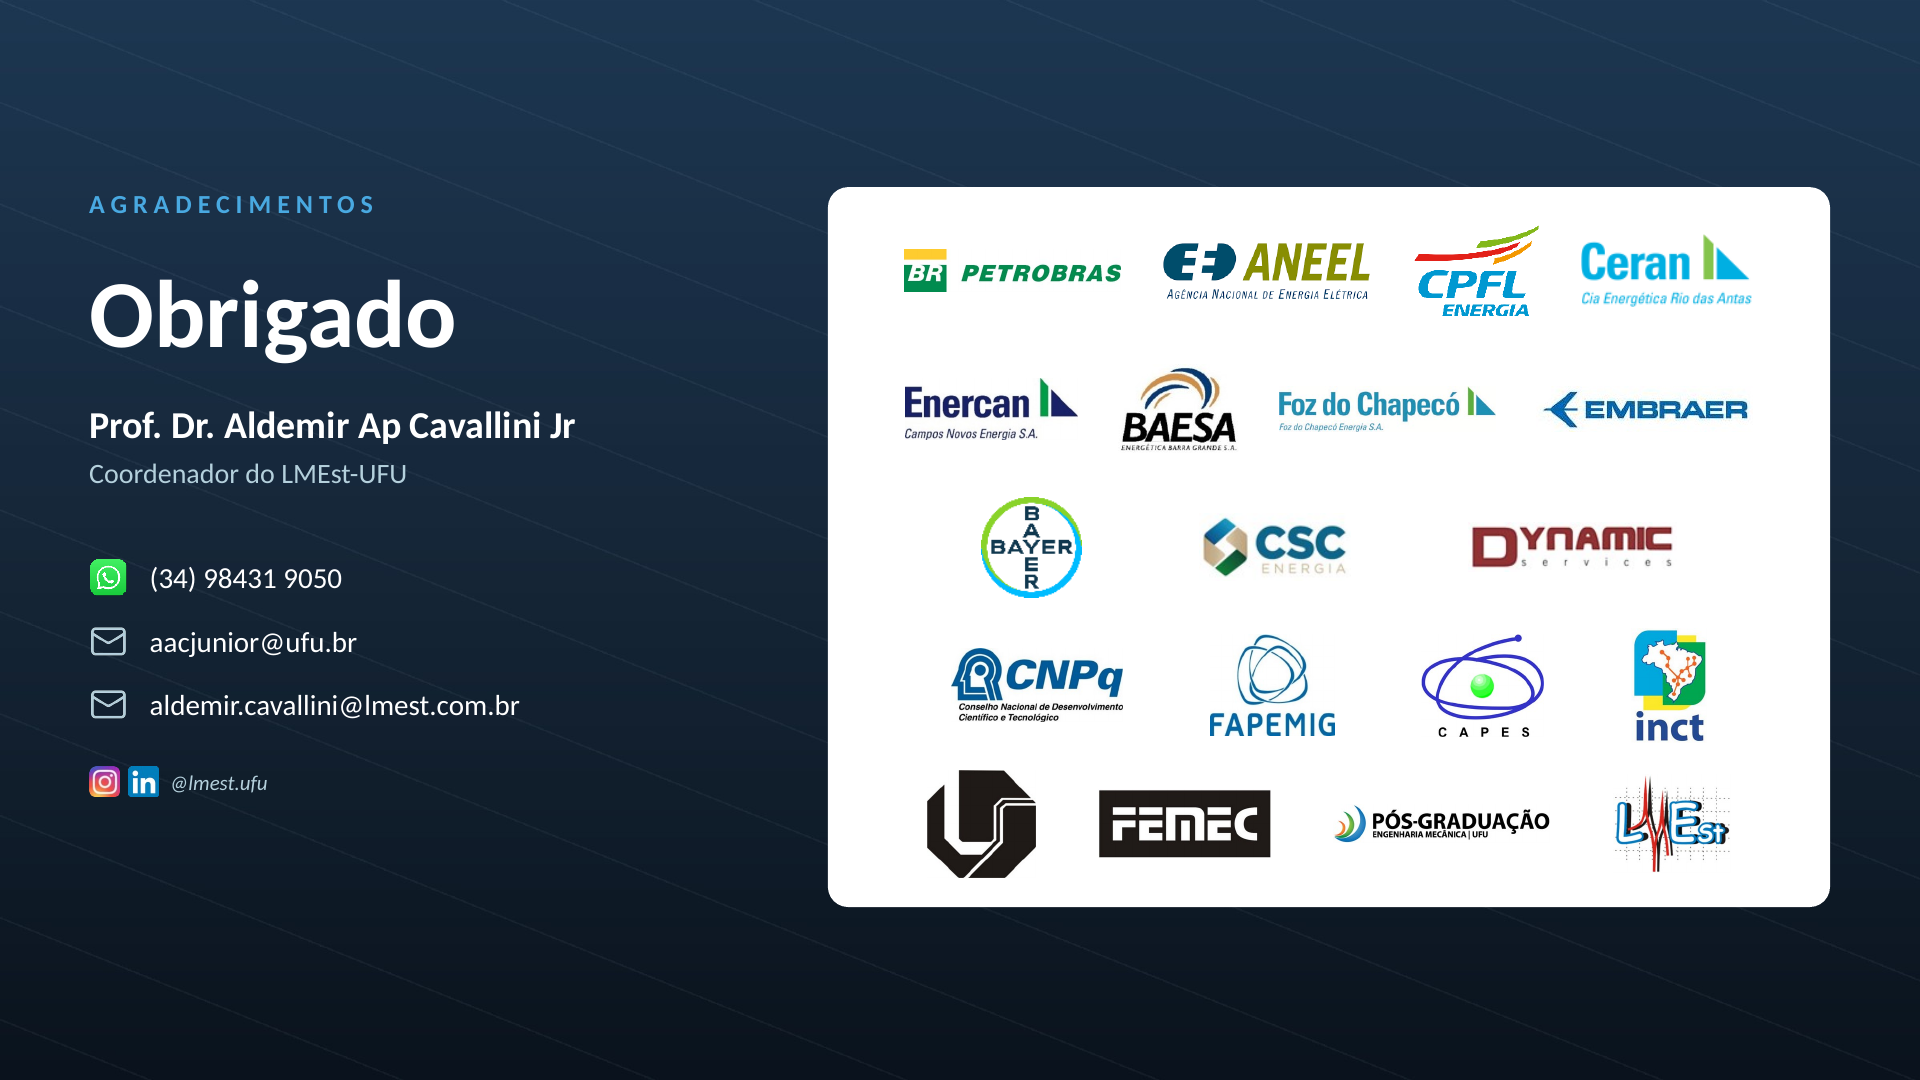 AGRADECIMENTOS
Obrigado
Prof. Dr. Aldemir Ap Cavallini Jr
Coordenador do LMEst-UFU
(34) 98431 9050
aacjunior@ufu.br
aldemir.cavallini@lmest.com.br
@lmest.ufu
BR PETROBRAS
ANEEL
AGÊNCIA NACIONAL DE ENERGIA ELÉTRICA
CPFL
ENERGIA
Ceran
Cia Energética Rio das Antas
Enercan
Campos Novos Energia S.A.
BAESA
ENERGÉTICA BARRA GRANDE S.A.
Foz do Chapecó
Foz do Chapecó Energia S.A.
EMBRAER
BAYER
BAYER
CSC
ENERGIA
DYNAMIC
services
CNPq
Conselho Nacional de Desenvolvimento
Científico e Tecnológico
FAPEMIG
CAPES
inct
FEMEC
PÓS-GRADUAÇÃO
ENGENHARIA MECÂNICA | UFU
LMEst